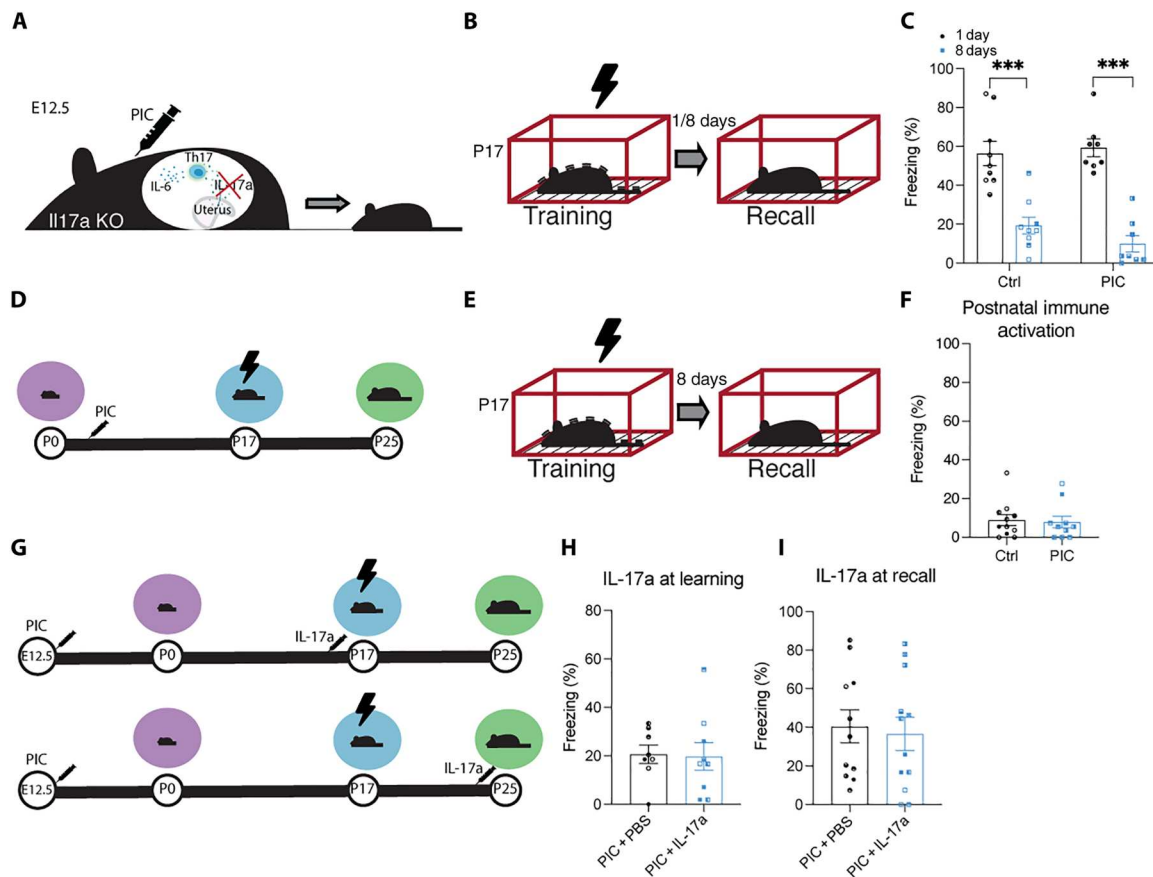 A
E12.5
PIC
Th17
IL-6
IL-17a
Uterus
Il17a KO
B
P17
1/8 days
Training
Recall
C
1 day
8 days
***
***
Freezing (%)
100
80
60
40
20
0
Ctrl
PIC
D
PIC
P0
P17
P25
E
P17
8 days
Training
Recall
F
Postnatal immune
activation
Freezing (%)
100
80
60
40
20
0
Ctrl
PIC
G
PIC
E12.5
P0
IL-17a
P17
P25
PIC
E12.5
P0
P17
IL-17a
P25
H
IL-17a at learning
Freezing (%)
80
60
40
20
0
PIC + PBS
PIC + IL-17a
I
IL-17a at recall
Freezing (%)
100
80
60
40
20
0
PIC + PBS
PIC + IL-17a